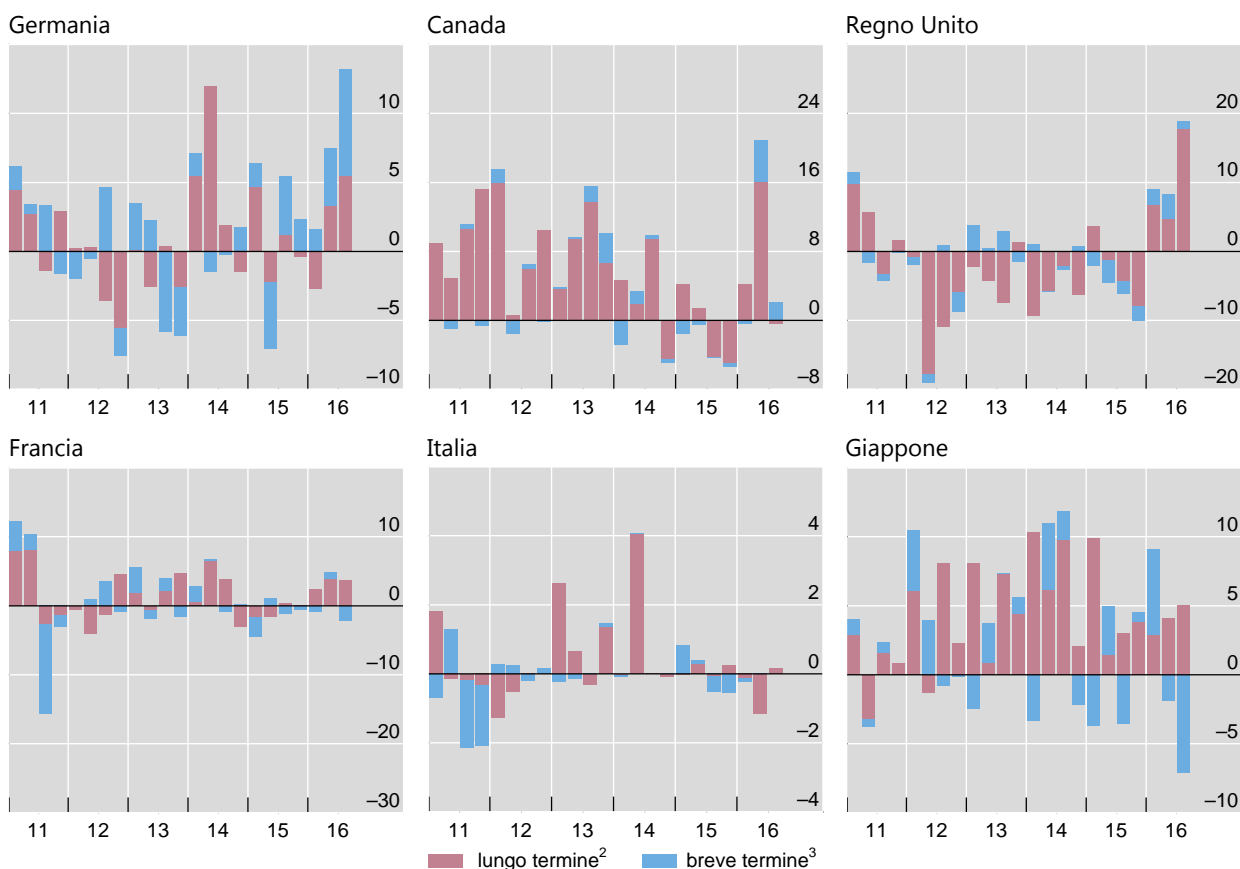 Germania
10
5
0
–5
–10
11 12 13 14 15 16
Canada
24
16
8
0
–8
11 12 13 14 15 16
Regno Unito
20
10
0
–10
–20
11 12 13 14 15 16
Francia
10
0
–10
–20
–30
11 12 13 14 15 16
Italia
4
2
0
–2
–4
11 12 13 14 15 16
Giappone
10
5
0
–5
–10
11 12 13 14 15 16
lungo termine² breve termine³